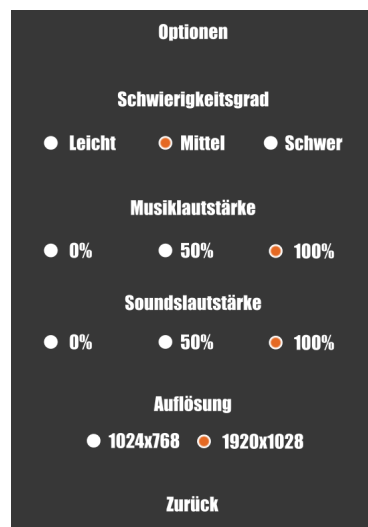 Optionen
Schwierigkeitsgrad
Leicht Mittel Schwer
Musiklautstärke
0% 50% 100%
Soundslautstärke
0% 50% 100%
Auflösung
1024x768 1920x1028
Zurück